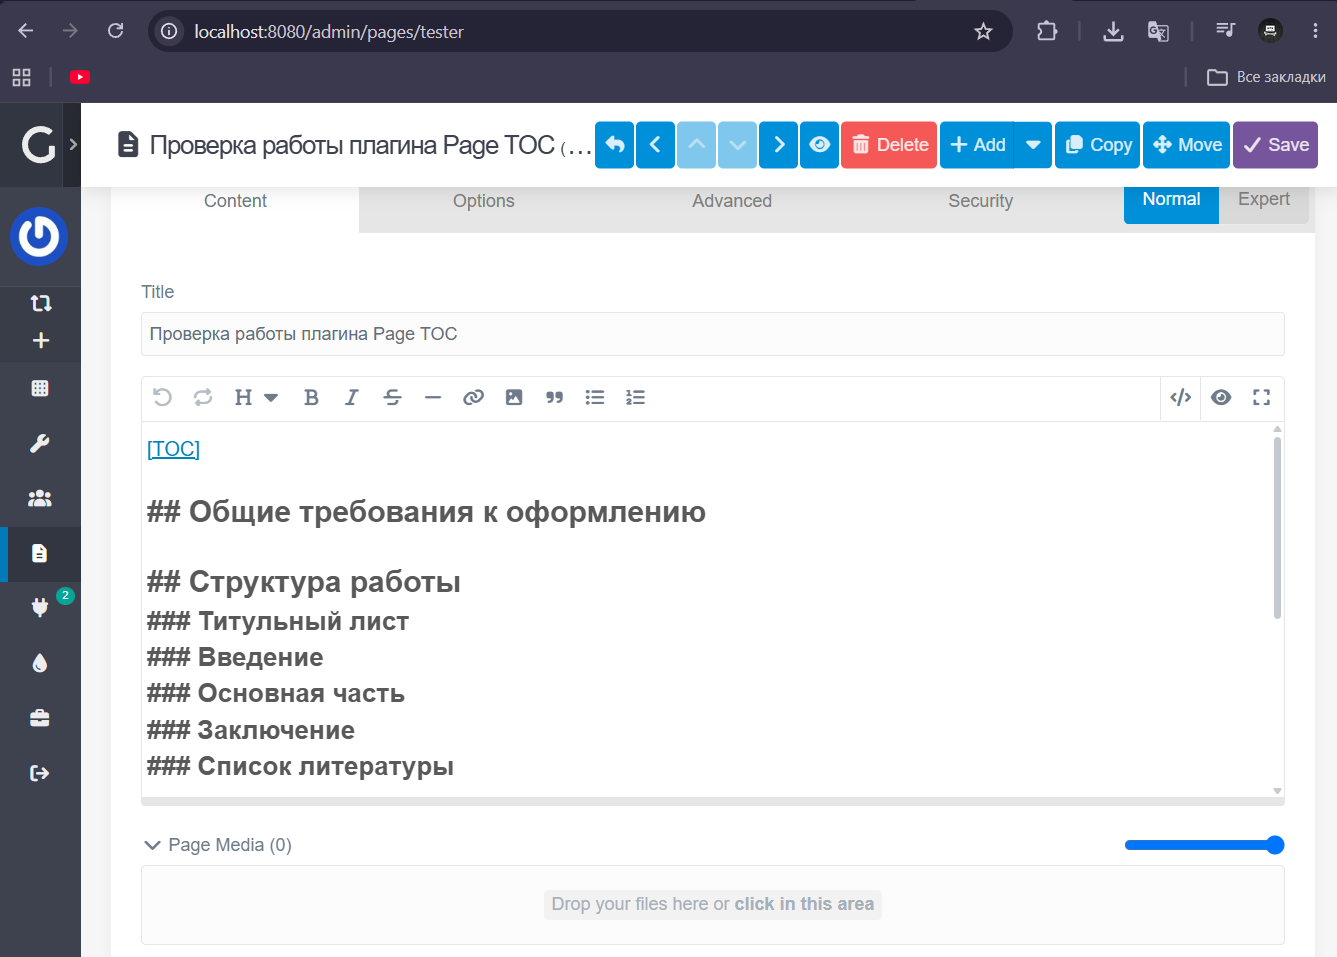 localhost:8080/admin/pages/tester
Все закладки
Проверка работы плагина Page TOC (...
Delete
Add
Copy
Move
Save
Content
Options
Advanced
Security
Normal
Expert
Title
Проверка работы плагина Page TOC
H
B
I
S
[TOC]
## Общие требования к оформлению
## Структура работы
### Титульный лист
### Введение
### Основная часть
### Заключение
### Список литературы
2
Page Media (0)
Drop your files here or click in this area